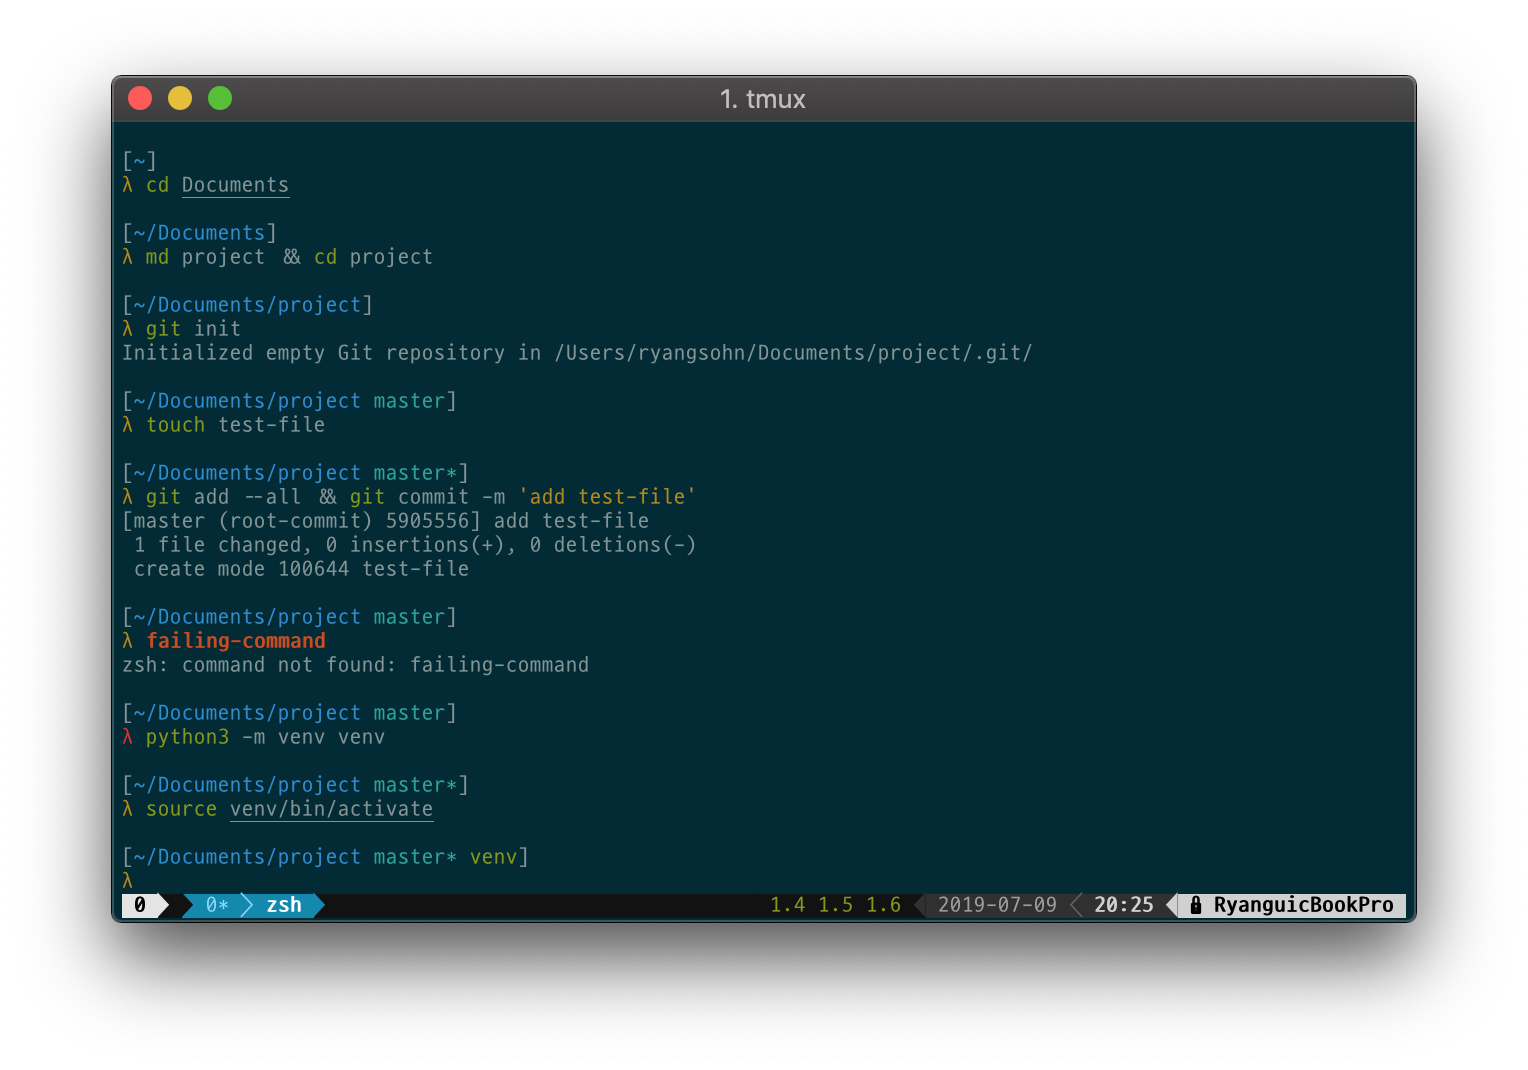 1. tmux
[~]
λ cd Documents
[~/Documents]
λ md project && cd project
[~/Documents/project]
λ git init
Initialized empty Git repository in /Users/ryangsohn/Documents/project/.git/
[~/Documents/project master]
λ touch test-file
[~/Documents/project master*]
λ git add --all && git commit -m 'add test-file'
[master (root-commit) 5905556] add test-file
 1 file changed, 0 insertions(+), 0 deletions(-)
 create mode 100644 test-file
[~/Documents/project master]
λ failing-command
zsh: command not found: failing-command
[~/Documents/project master]
λ python3 -m venv venv
[~/Documents/project master*]
λ source venv/bin/activate
[~/Documents/project master* venv]
λ
0 0* zsh 1.4 1.5 1.6 2019-07-09 20:25 RyanguicBookPro